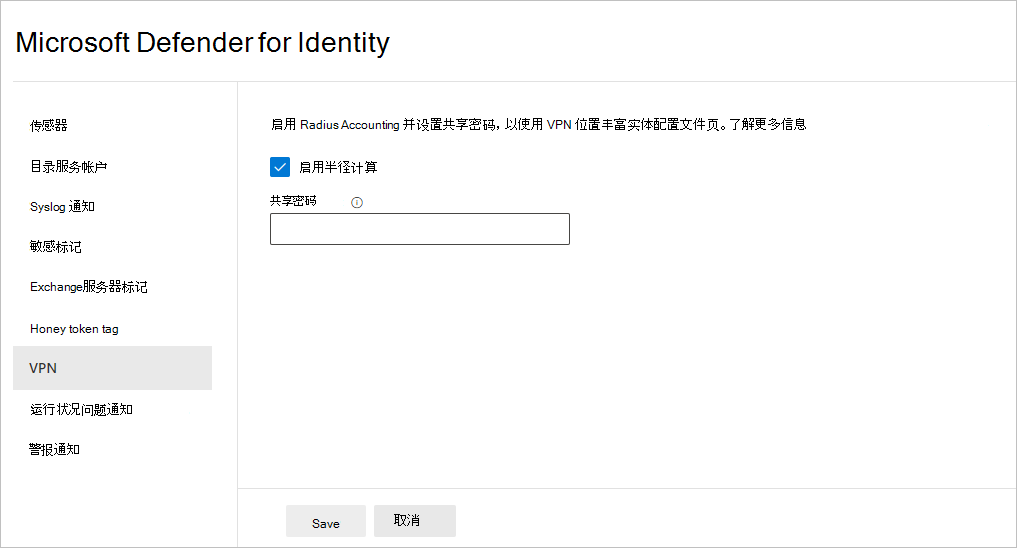 Microsoft Defender for Identity
传感器
目录服务帐户
Syslog 通知
敏感标记
Exchange服务器标记
Honey token tag
VPN
运行状况问题通知
警报通知
启用 Radius Accounting 并设置共享密码，以使用 VPN 位置丰富实体配置文件页。了解更多信息
启用半径计算
共享密码
Save
取消